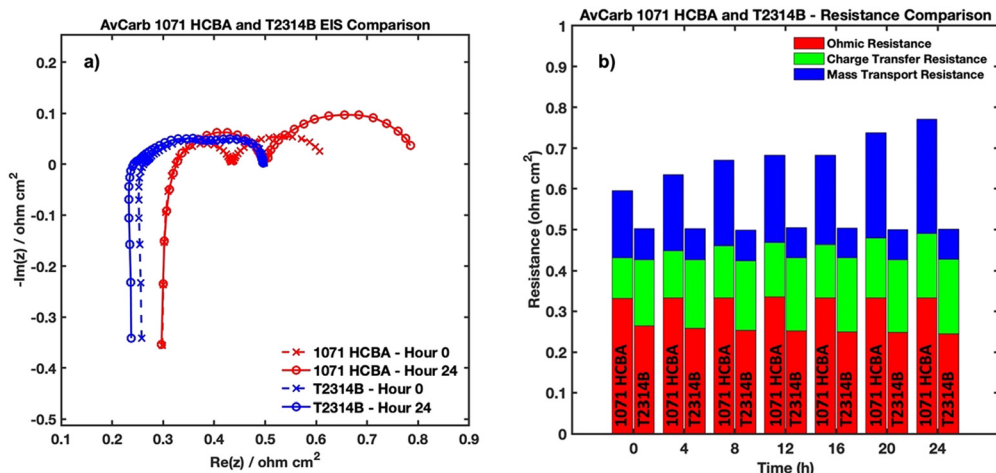 AvCarb 1071 HCBA and T2314B EIS Comparison
a)
0.2
0.1
0
-0.1
-0.2
-0.3
-0.4
-0.5
-Im(z) / ohm cm2
1071 HCBA - Hour 0
1071 HCBA - Hour 24
T2314B - Hour 0
T2314B - Hour 24
0.1 0.2 0.3 0.4 0.5 0.6 0.7 0.8 0.9
Re(z) / ohm cm2
AvCarb 1071 HCBA and T2314B - Resistance Comparison
b)
Ohmic Resistance
Charge Transfer Resistance
Mass Transport Resistance
1
0.9
0.8
0.7
0.6
0.5
0.4
0.3
0.2
0.1
0
Resistance (ohm cm2)
1071 HCBA
T2314B
1071 HCBA
T2314B
1071 HCBA
T2314B
1071 HCBA
T2314B
1071 HCBA
T2314B
1071 HCBA
T2314B
1071 HCBA
T2314B
0 4 8 12 16 20 24
Time (h)